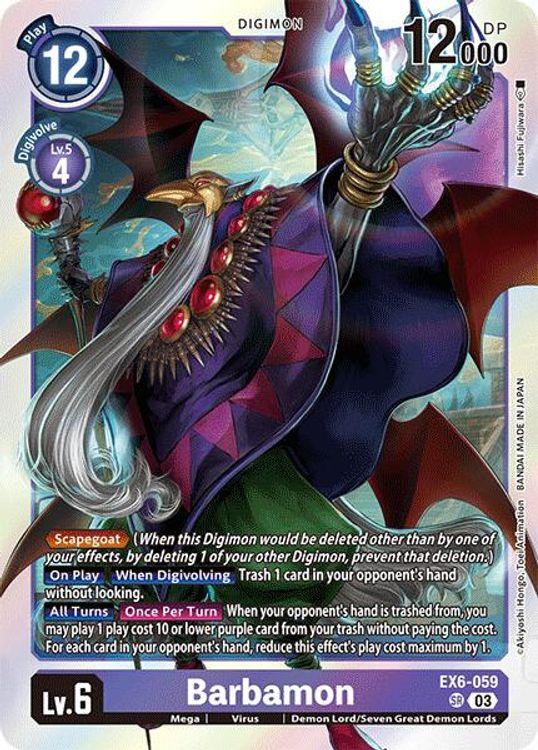 Play
12
DIGIMON
12000
DP
Digivolve
Lv.5
4
Hisashi Fujiwara
BANDAI MADE IN JAPAN
©Akiyoshi Hongo, Toei Animation
Scapegoat (When this Digimon would be deleted other than by one of
your effects, by deleting 1 of your other Digimon, prevent that deletion.)
On Play When Digivolving Trash 1 card in your opponent's hand
without looking.
All Turns Once Per Turn When your opponent's hand is trashed from, you
may play 1 play cost 10 or lower purple card from your trash without paying the cost.
For each card in your opponent's hand, reduce this effect's play cost maximum by 1.
Lv.6
Barbamon
EX6-059
SR 03
Mega | Virus | Demon Lord/Seven Great Demon Lords